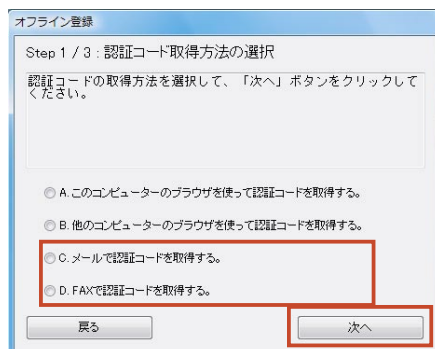 オフライン登録
Step 1 / 3 : 認証コード取得方法の選択
認証コードの取得方法を選択して、「次へ」ボタンをクリックして
ください。
A. このコンピューターのブラウザを使って認証コードを取得する。
B. 他のコンピューターのブラウザを使って認証コードを取得する。
C. メールで認証コードを取得する。
D. FAXで認証コードを取得する。
戻る
次へ